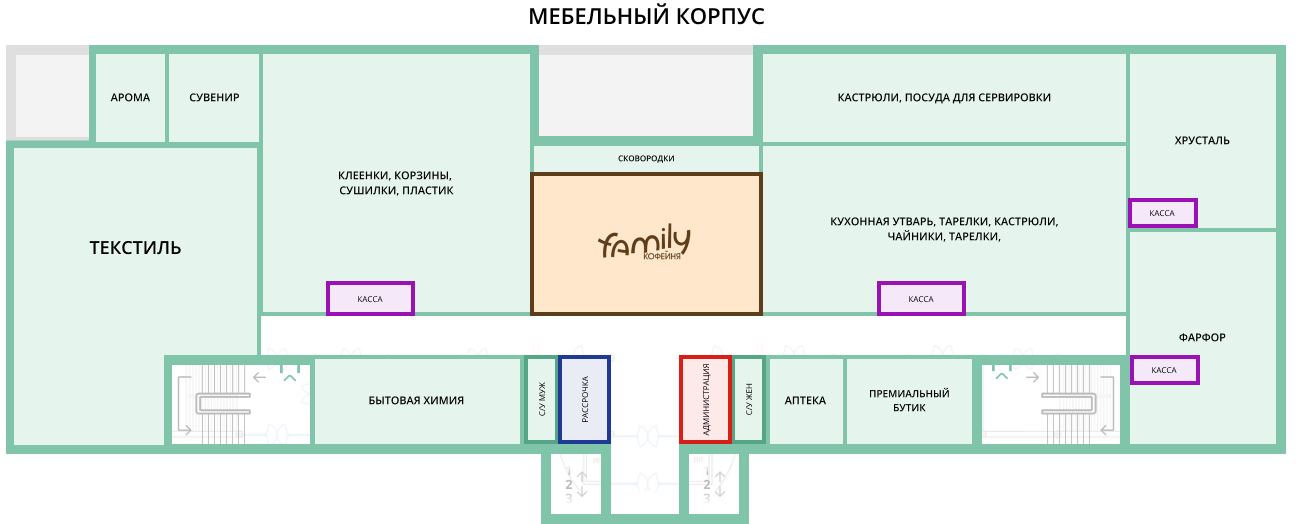 МЕБЕЛЬНЫЙ КОРПУС
АРОМА
СУВЕНИР
КЛЕЕНКИ, КОРЗИНЫ,
СУШИЛКИ, ПЛАСТИК
СКОВОРОДКИ
КАСТРЮЛИ, ПОСУДА ДЛЯ СЕРВИРОВКИ
ХРУСТАЛЬ
КАССА
ТЕКСТИЛЬ
family
КОФЕЙНЯ
КУХОННАЯ УТВАРЬ, ТАРЕЛКИ, КАСТРЮЛИ,
ЧАЙНИКИ, ТАРЕЛКИ,
КАССА
КАССА
ФАРФОР
КАССА
БЫТОВАЯ ХИМИЯ
С/У МУЖ
РАССРОЧКА
АДМИНИСТРАЦИЯ
С/У ЖЕН
АПТЕКА
ПРЕМИАЛЬНЫЙ
БУТИК
1
2
3
1
2
3